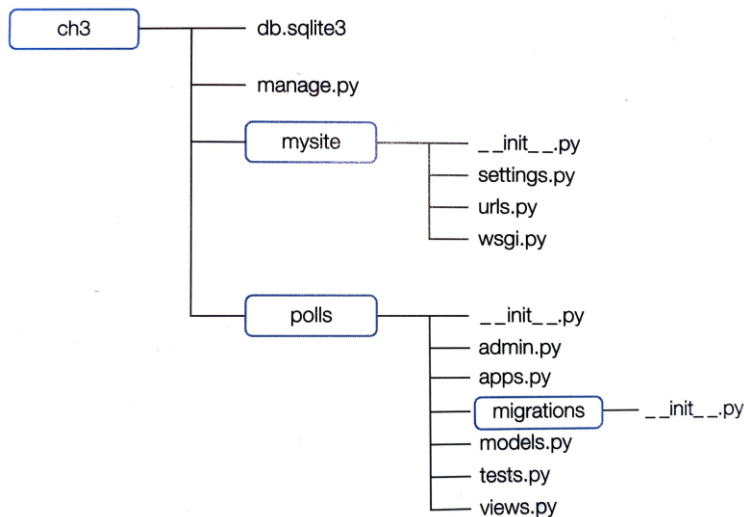 ch3
db.sqlite3
manage.py
mysite
__init__.py
settings.py
urls.py
wsgi.py
polls
__init__.py
admin.py
apps.py
migrations
__init__.py
models.py
tests.py
views.py